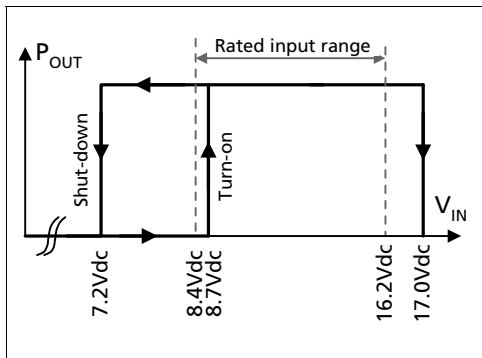 P_OUT
Rated input range
Shut-down
Turn-on
V_IN
7.2Vdc
8.4Vdc
8.7Vdc
16.2Vdc
17.0Vdc